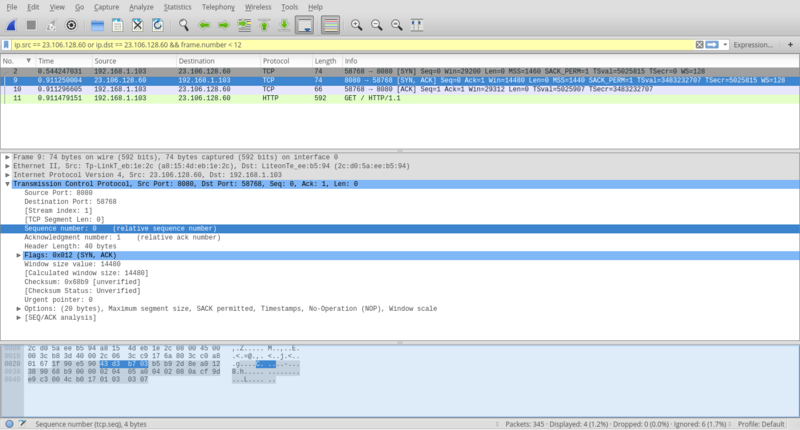 File Edit View Go Capture Analyze Statistics Telephony Wireless Tools Help
ip.src == 23.106.128.60 or ip.dst == 23.106.128.60 && frame.number < 12
Expression...
+
No. Time Source Destination Protocol Length Info
2 0.544247031 192.168.1.103 23.106.128.60 TCP 74 58768 → 8080 [SYN] Seq=0 Win=29200 Len=0 MSS=1460 SACK_PERM=1 TSval=5025815 TSecr=0 WS=128
9 0.911250004 23.106.128.60 192.168.1.103 TCP 74 8080 → 58768 [SYN, ACK] Seq=0 Ack=1 Win=14480 Len=0 MSS=1440 SACK_PERM=1 TSval=3483232707 TSecr=5025815 WS=128
10 0.911296605 192.168.1.103 23.106.128.60 TCP 66 58768 → 8080 [ACK] Seq=1 Ack=1 Win=29312 Len=0 TSval=5025907 TSecr=3483232707
11 0.911479151 192.168.1.103 23.106.128.60 HTTP 592 GET / HTTP/1.1
Frame 9: 74 bytes on wire (592 bits), 74 bytes captured (592 bits) on interface 0
Ethernet II, Src: Tp-LinkT_eb:1e:2c (a8:15:4d:eb:1e:2c), Dst: LiteonTe_ee:b5:94 (2c:d0:5a:ee:b5:94)
Internet Protocol Version 4, Src: 23.106.128.60, Dst: 192.168.1.103
Transmission Control Protocol, Src Port: 8080, Dst Port: 58768, Seq: 0, Ack: 1, Len: 0
Source Port: 8080
Destination Port: 58768
[Stream index: 1]
[TCP Segment Len: 0]
Sequence number: 0 (relative sequence number)
Acknowledgment number: 1 (relative ack number)
Header Length: 40 bytes
Flags: 0x012 (SYN, ACK)
Window size value: 14480
[Calculated window size: 14480]
Checksum: 0x68b9 [unverified]
[Checksum Status: Unverified]
Urgent pointer: 0
Options: (20 bytes), Maximum segment size, SACK permitted, Timestamps, No-Operation (NOP), Window scale
[SEQ/ACK analysis]
0000 2c d0 5a ee b5 94 a8 15 4d eb 1e 2c 08 00 45 00 ,.Z..... M..,..E.
0010 00 3c b8 3d 40 00 2c 06 3c c9 17 6a 80 3c c0 a8 .<.=@.,. <..j.<..
0020 01 67 1f 90 e5 90 43 d3 b7 03 b5 b9 2d 8e a0 12 .g....C. ....-...
0030 38 90 68 b9 00 00 02 04 05 a0 04 02 08 0a cf 9d 8.h..... ........
0040 e9 c3 00 4c b0 17 01 03 03 07 ...L.... ..
Sequence number (tcp.seq), 4 bytes
Packets: 345 · Displayed: 4 (1.2%) · Dropped: 0 (0.0%) · Ignored: 6 (1.7%)
Profile: Default